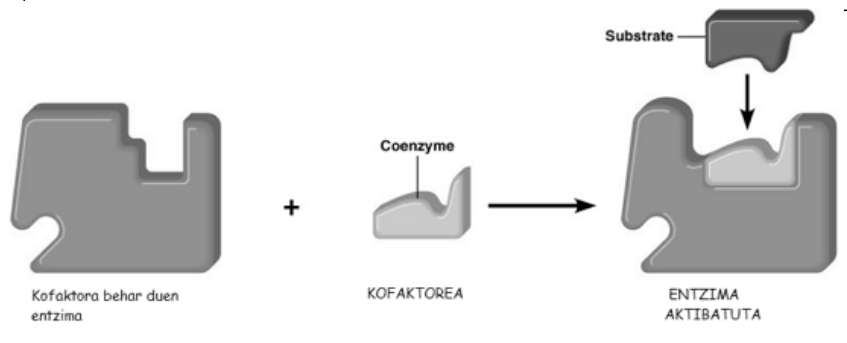 Substrate
Coenzyme
+
Kofaktora behar duen
entzima
KOFAKTOREA
ENTZIMA
AKTIBATUTA